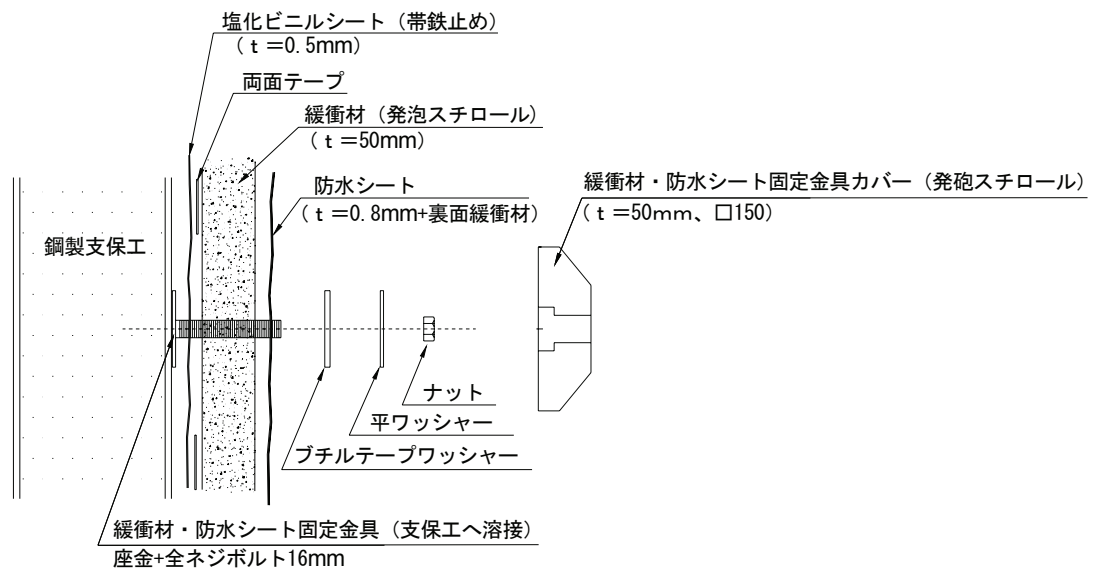 塩化ビニルシート（帯鉄止め）
（ｔ＝0.5mm）
両面テープ
緩衝材（発泡スチロール）
（ｔ＝50mm）
防水シート
（ｔ＝0.8mm+裏面緩衝材）
緩衝材・防水シート固定金具カバー（発砲スチロール）
（ｔ＝50ｍｍ、□150）
鋼製支保工
ナット
平ワッシャー
ブチルテープワッシャー
緩衝材・防水シート固定金具（支保工へ溶接）
座金+全ネジボルト16mm